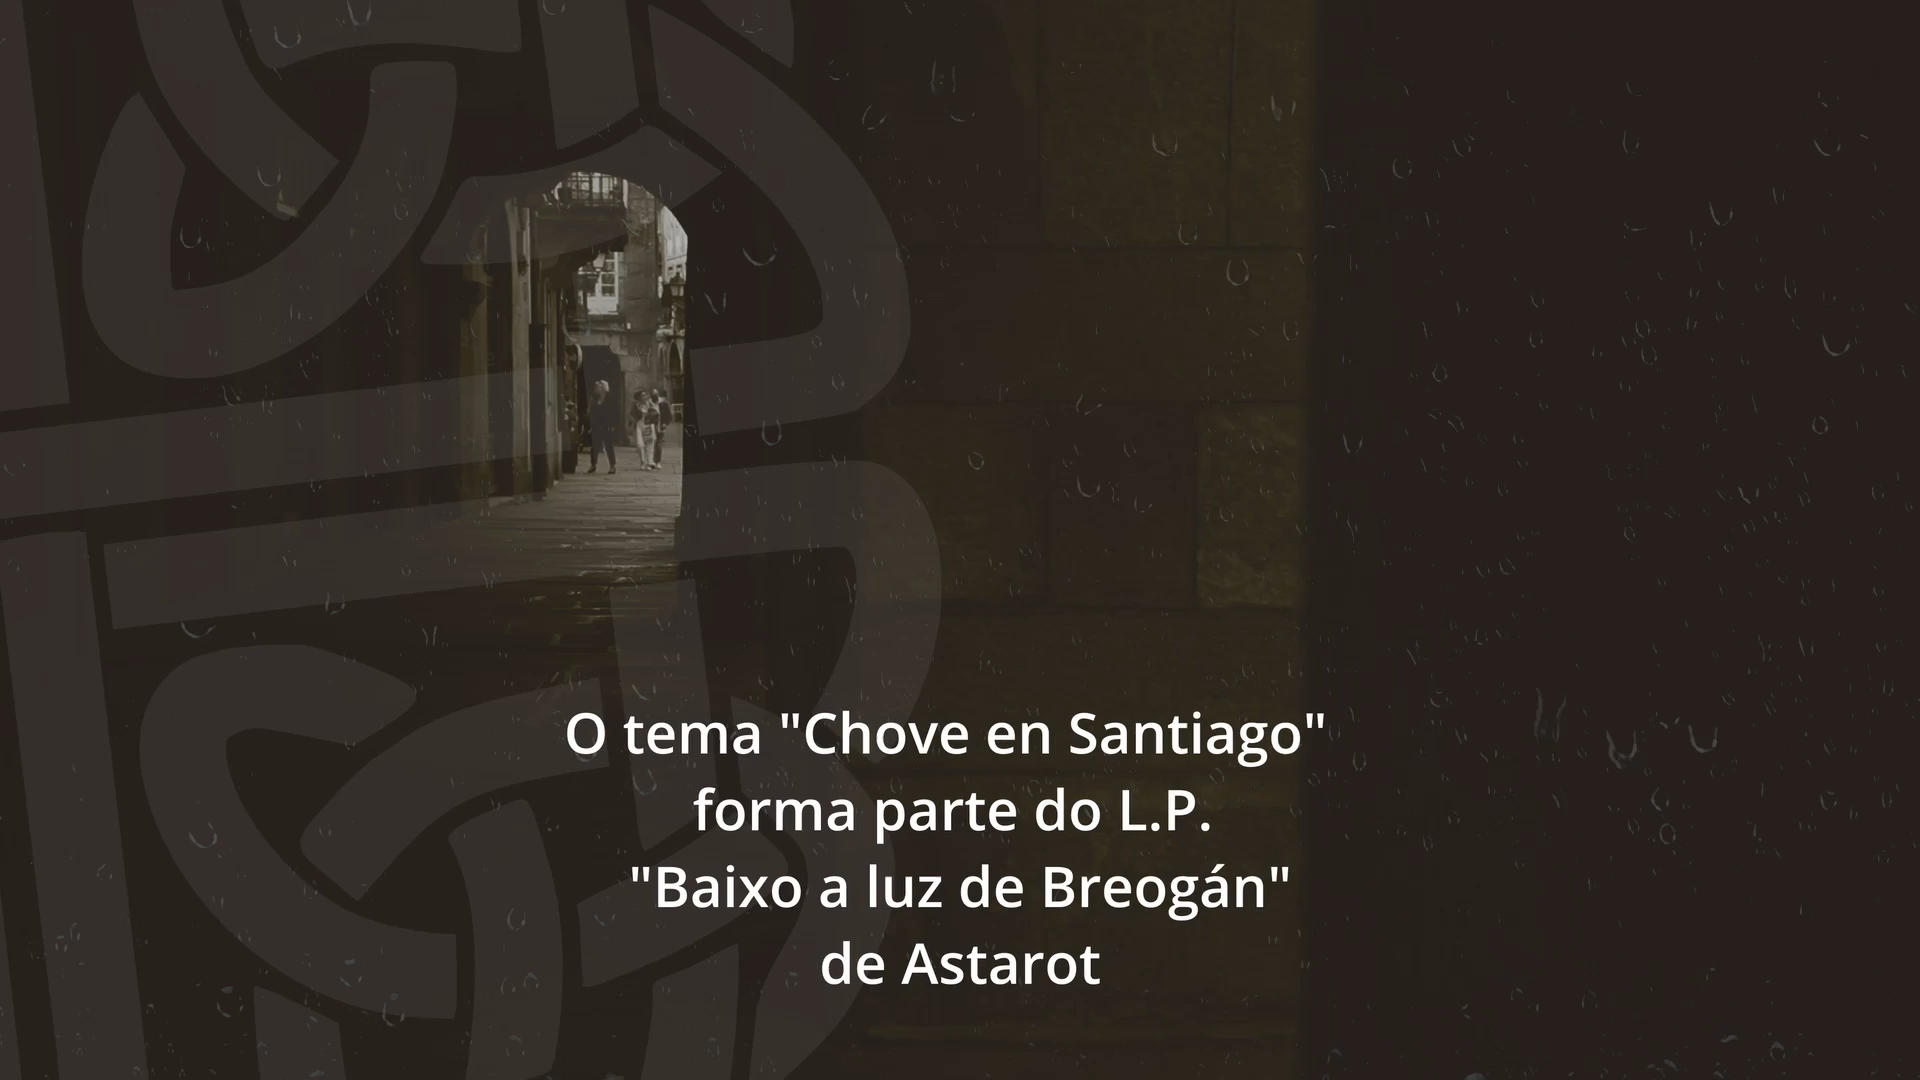 O tema "Chove en Santiago"
forma parte do L.P.
"Baixo a luz de Breogán"
de Astarot